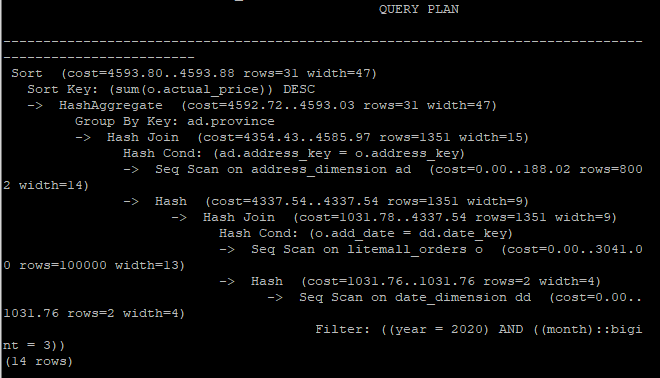 QUERY PLAN
--------------------------------------------------------------------------------
------------------------
Sort (cost=4593.80..4593.88 rows=31 width=47)
Sort Key: (sum(o.actual_price)) DESC
-> HashAggregate (cost=4592.72..4593.03 rows=31 width=47)
Group By Key: ad.province
-> Hash Join (cost=4354.43..4585.97 rows=1351 width=15)
Hash Cond: (ad.address_key = o.address_key)
-> Seq Scan on address_dimension ad (cost=0.00..188.02 rows=800
2 width=14)
-> Hash (cost=4337.54..4337.54 rows=1351 width=9)
-> Hash Join (cost=1031.78..4337.54 rows=1351 width=9)
Hash Cond: (o.add_date = dd.date_key)
-> Seq Scan on litemall_orders o (cost=0.00..3041.0
0 rows=100000 width=13)
-> Hash (cost=1031.76..1031.76 rows=2 width=4)
-> Seq Scan on date_dimension dd (cost=0.00..
1031.76 rows=2 width=4)
Filter: ((year = 2020) AND ((month)::bigi
nt = 3))
(14 rows)